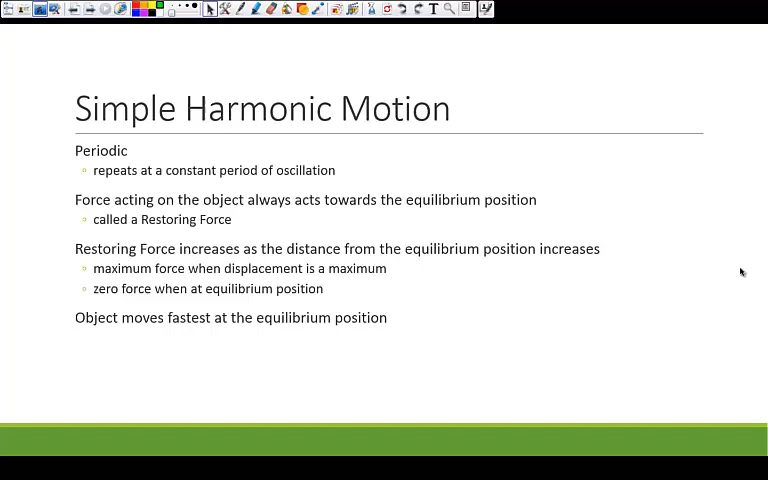 Simple Harmonic Motion
Periodic
repeats at a constant period of oscillation
Force acting on the object always acts towards the equilibrium position
called a Restoring Force
Restoring Force increases as the distance from the equilibrium position increases
maximum force when displacement is a maximum
zero force when at equilibrium position
Object moves fastest at the equilibrium position